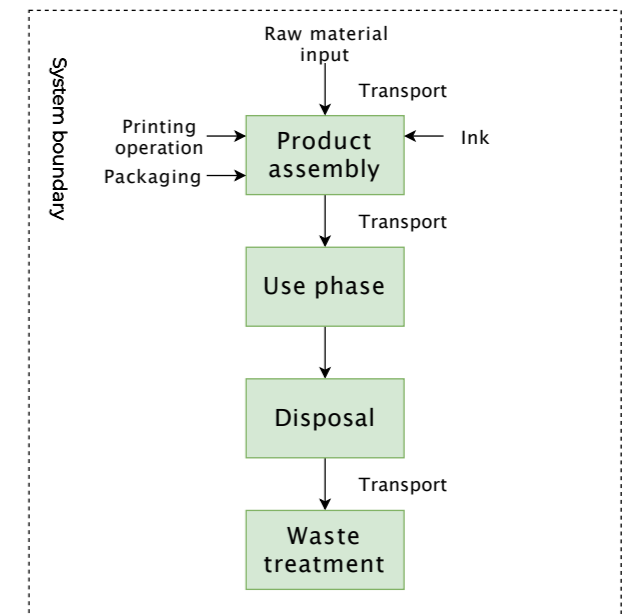 System boundary
Raw material
input
Transport
Printing
operation
Packaging
Product
assembly
Ink
Transport
Use phase
Disposal
Transport
Waste
treatment